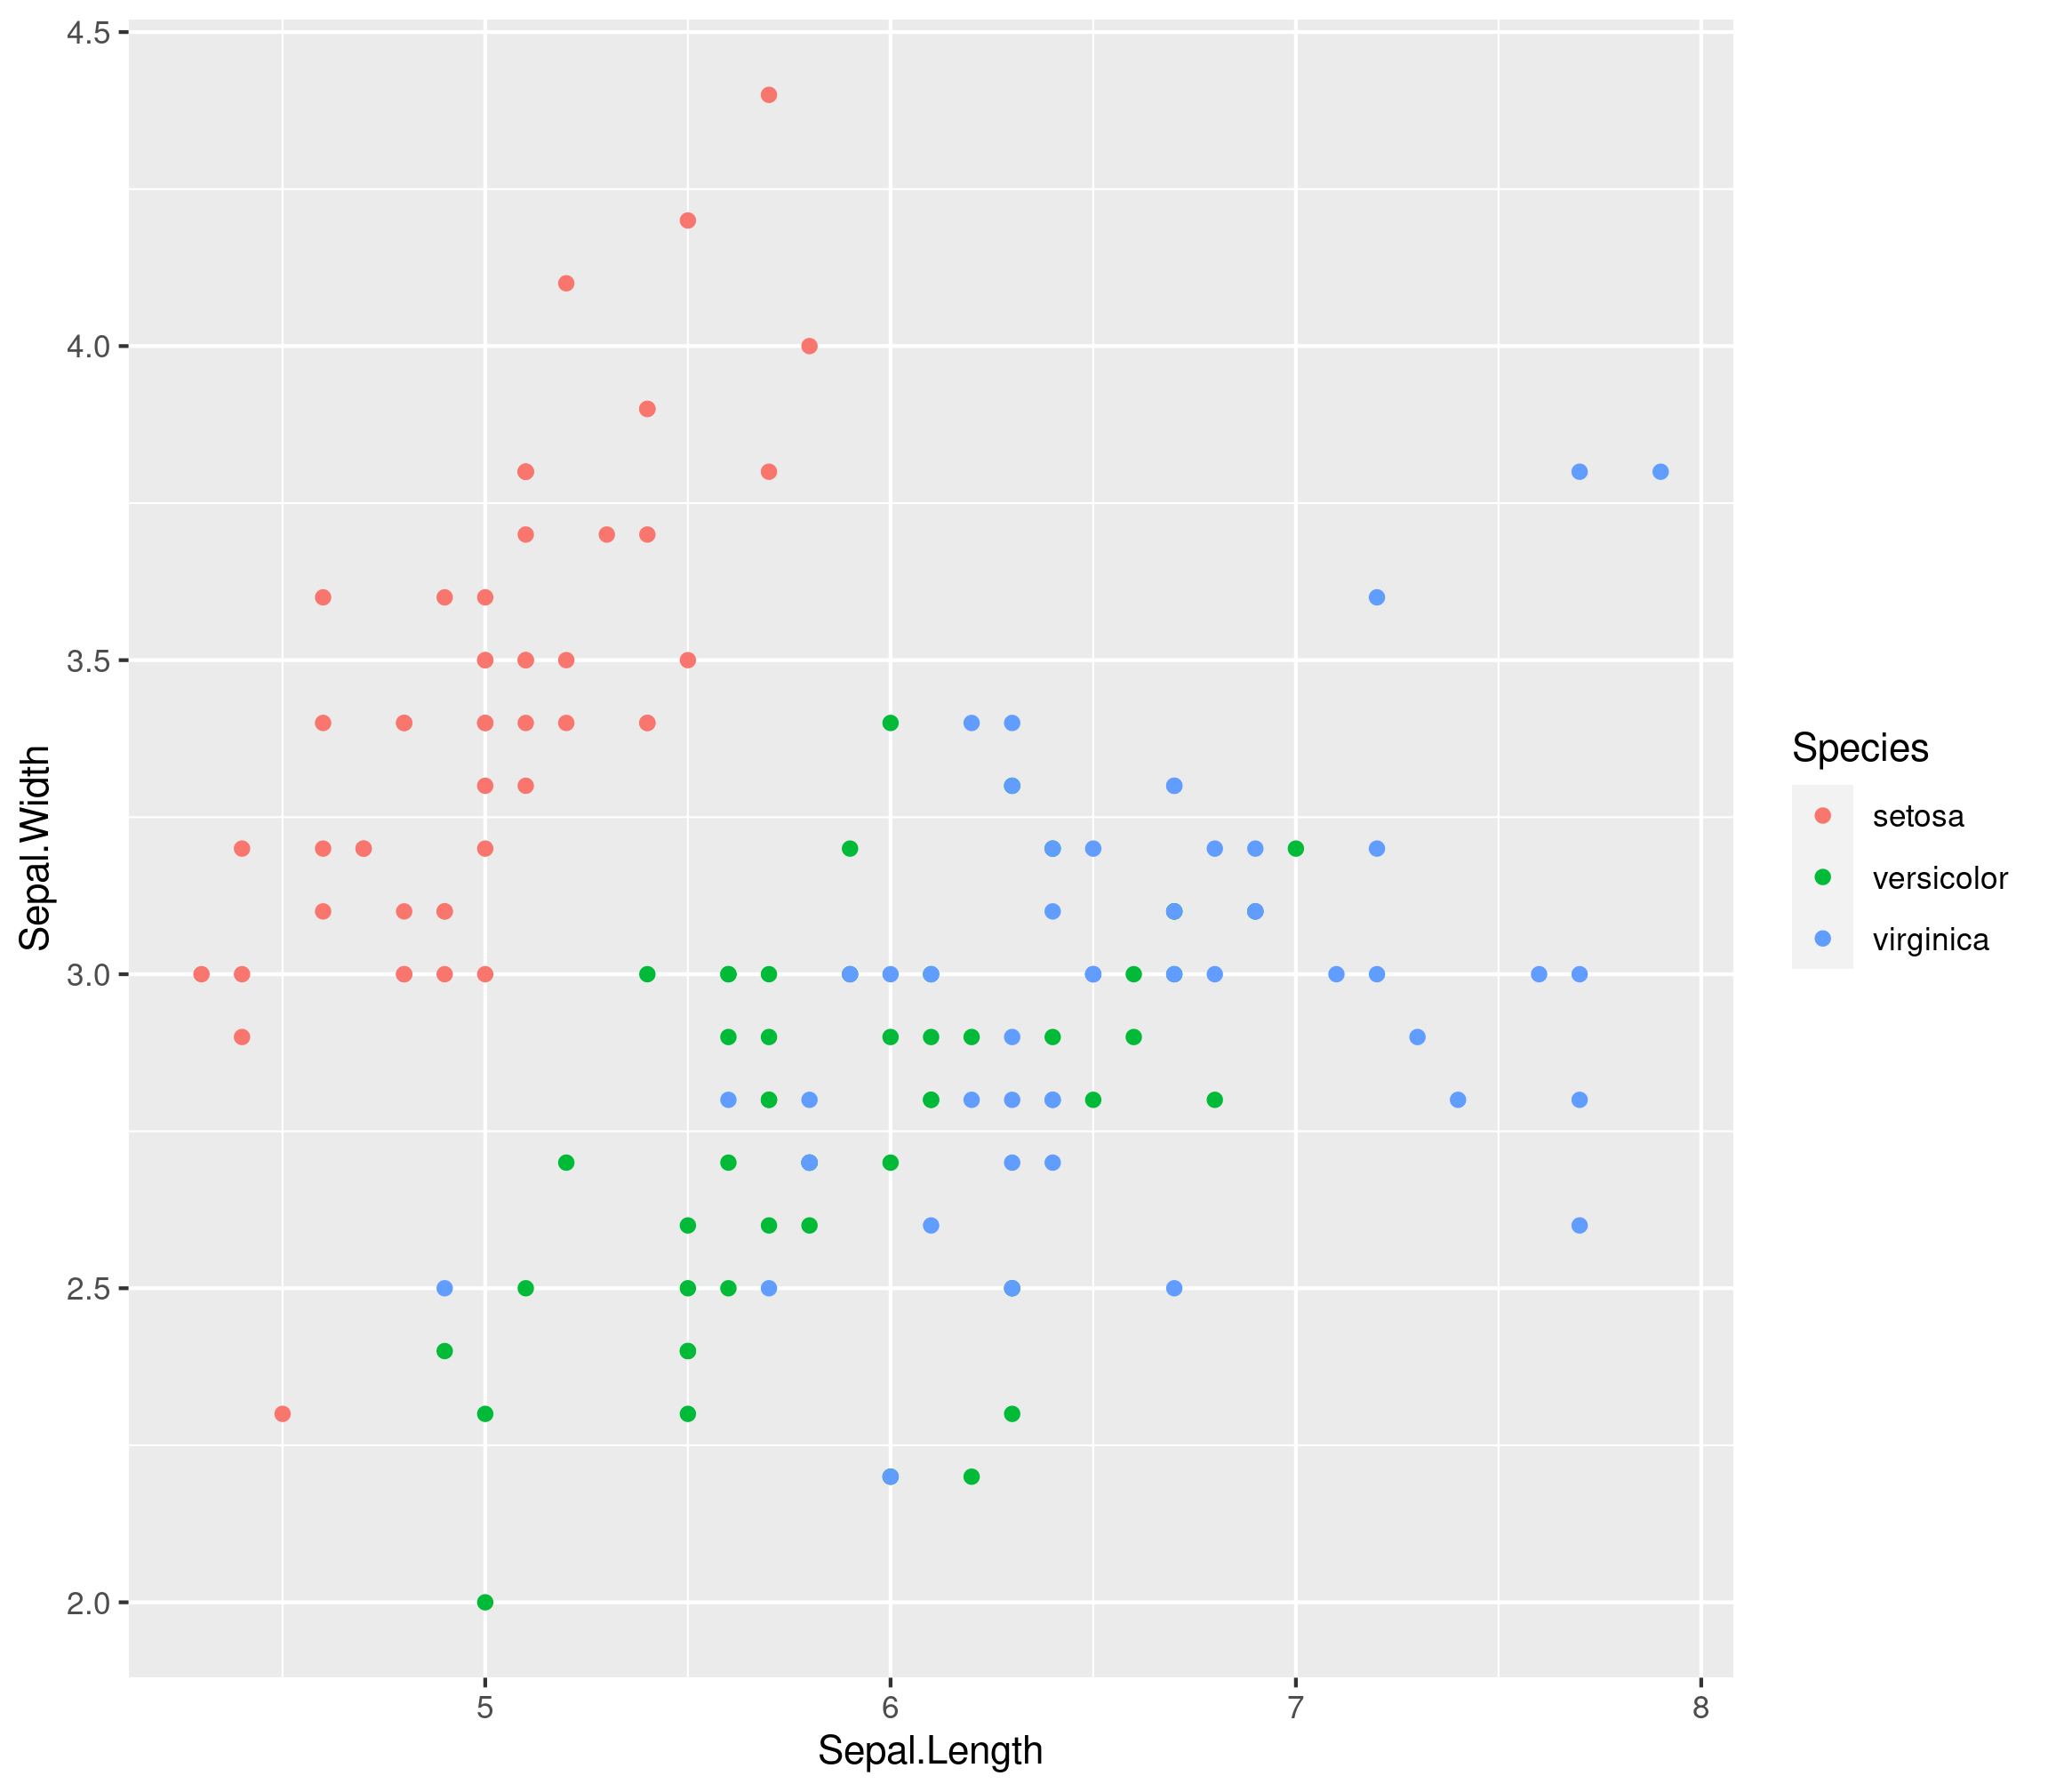 4.5
4.0
3.5
3.0
2.5
2.0
Sepal.Width
5 6 7 8
Sepal.Length
Species
setosa
versicolor
virginica